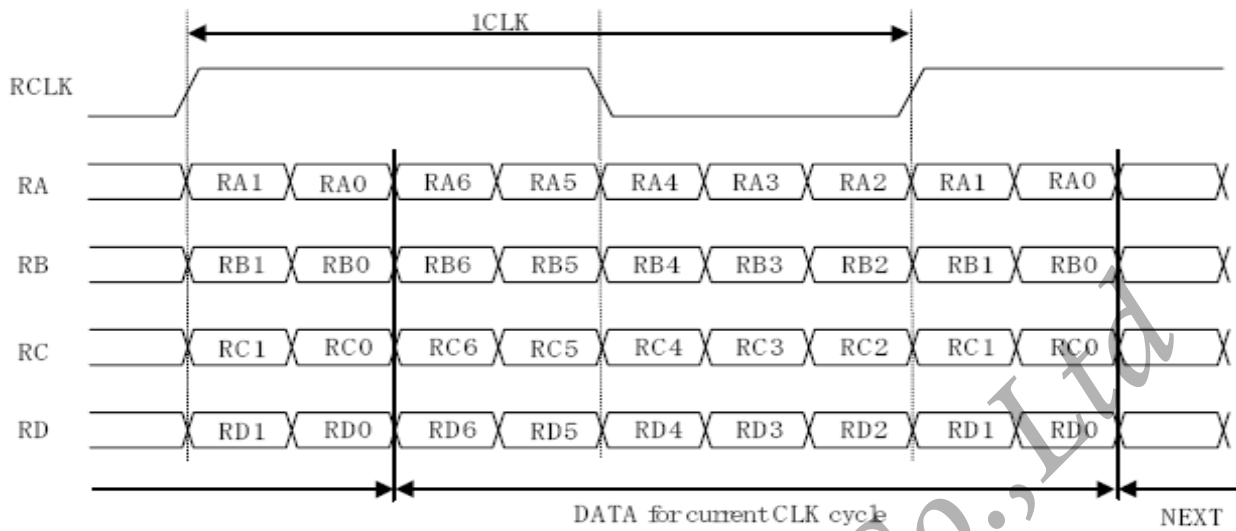 1CLK
RCLK
RA RA1 RA0 RA6 RA5 RA4 RA3 RA2 RA1 RA0
RB RB1 RB0 RB6 RB5 RB4 RB3 RB2 RB1 RB0
RC RC1 RC0 RC6 RC5 RC4 RC3 RC2 RC1 RC0
RD RD1 RD0 RD6 RD5 RD4 RD3 RD2 RD1 RD0
DATA for current CLK cycle NEXT
Co.,Ltd